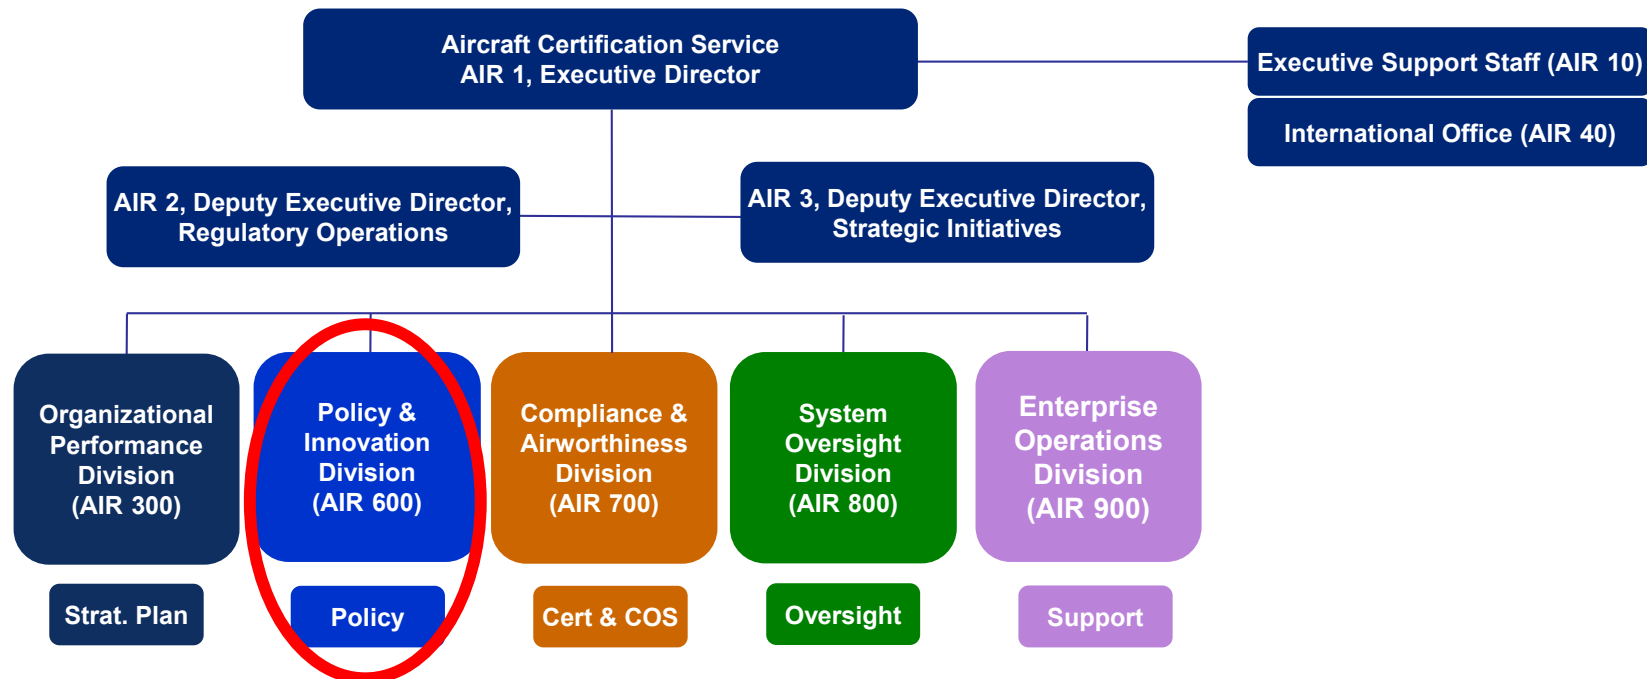 Aircraft Certification Service
AIR 1, Executive Director
Executive Support Staff (AIR 10)
International Office (AIR 40)
AIR 2, Deputy Executive Director,
Regulatory Operations
AIR 3, Deputy Executive Director,
Strategic Initiatives
Organizational
Performance
Division
(AIR 300)
Policy &
Innovation
Division
(AIR 600)
Compliance &
Airworthiness
Division
(AIR 700)
System
Oversight
Division
(AIR 800)
Enterprise
Operations
Division
(AIR 900)
Strat. Plan
Policy
Cert & COS
Oversight
Support